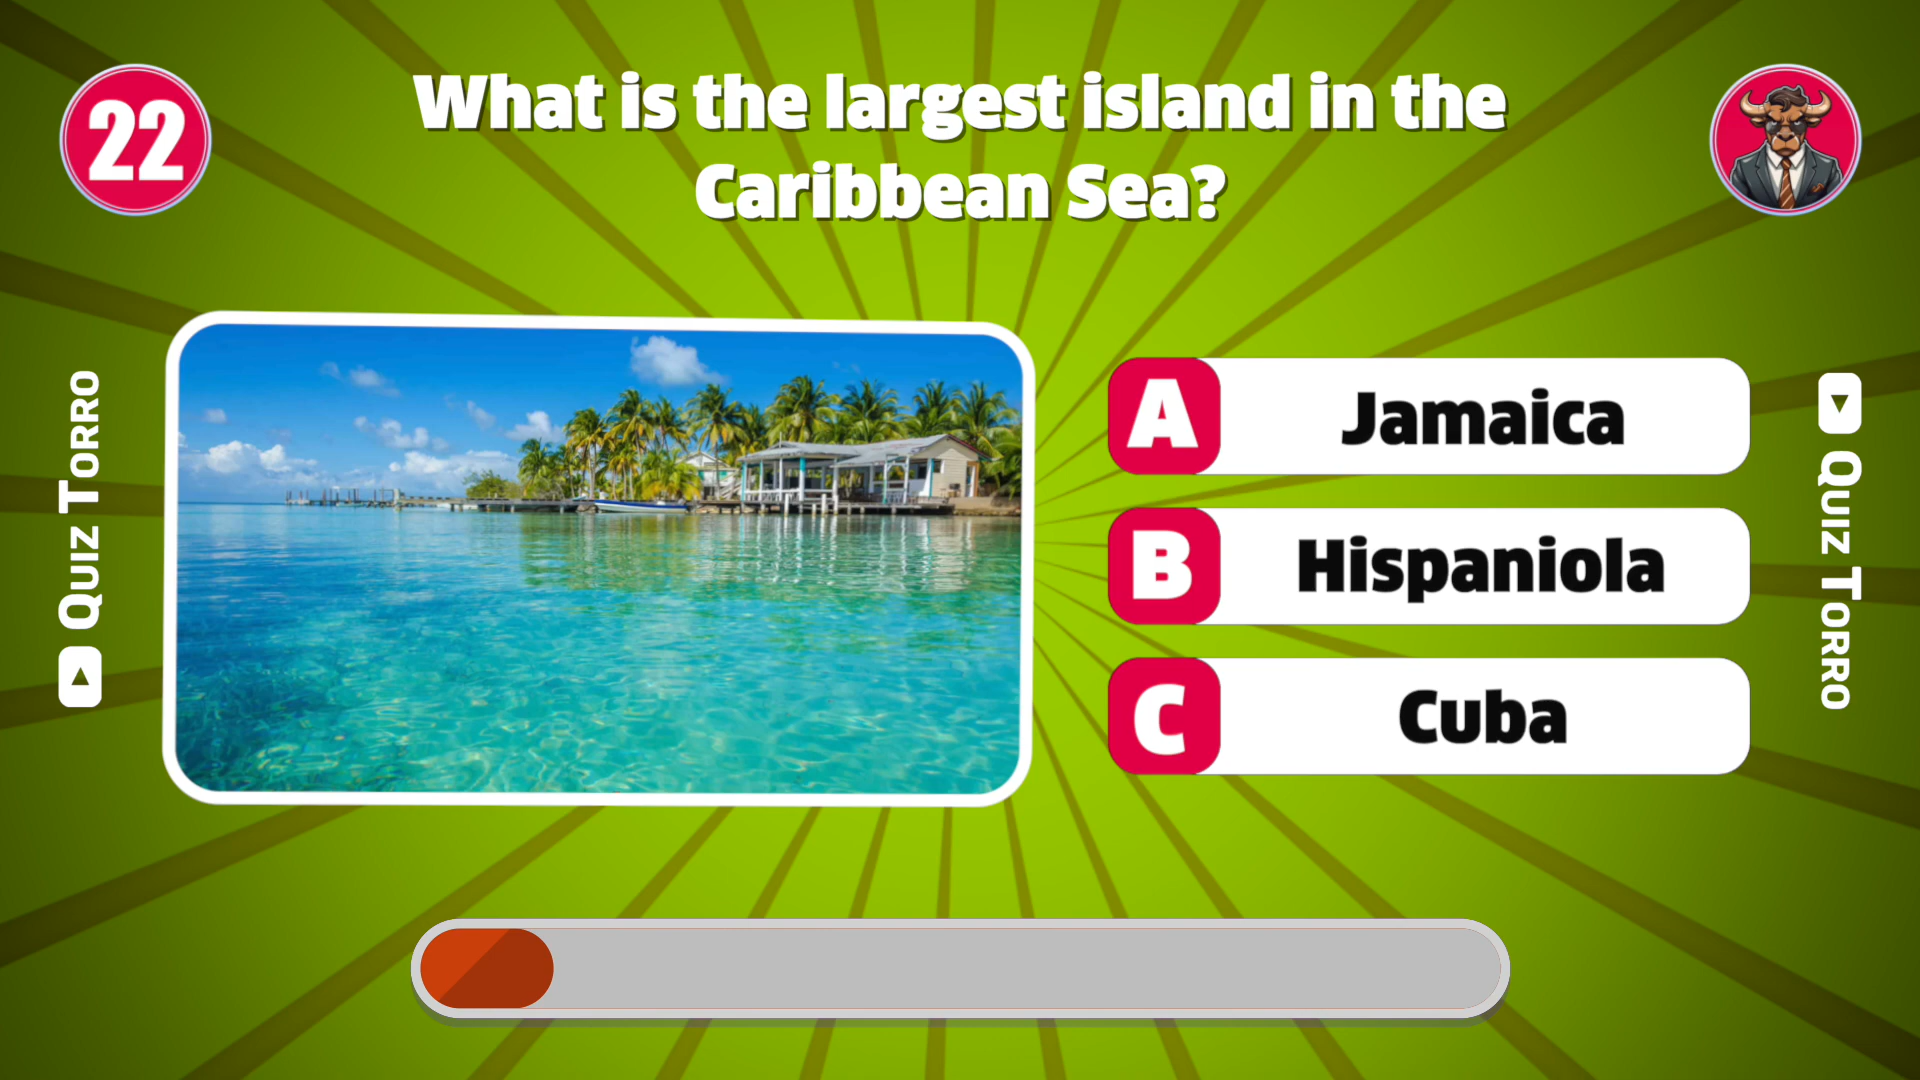 22
What is the largest island in the
Caribbean Sea?
QUIZ TORRO
A
Jamaica
B
Hispaniola
C
Cuba
QUIZ TORRO